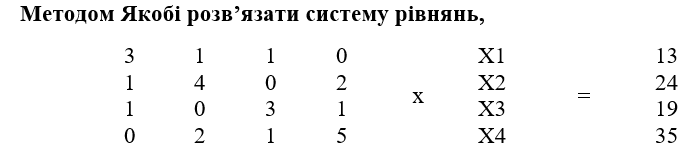 Методом Якобі розв’язати систему рівнянь,
3 1 1 0 X1 13
1 4 0 2 X2 24
x =
1 0 3 1 X3 19
0 2 1 5 X4 35